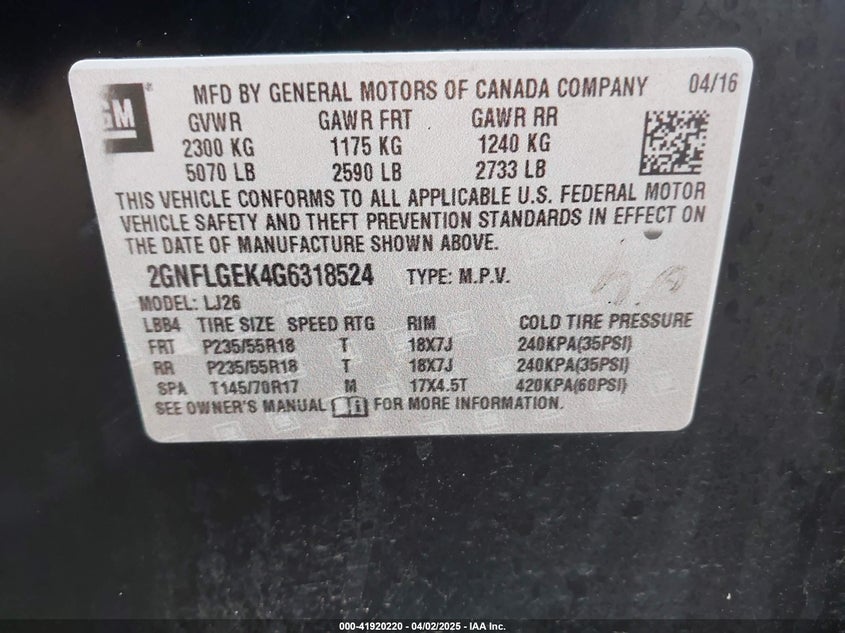 GM ®
MFD BY GENERAL MOTORS OF CANADA COMPANY 04/16
GVWR GAWR FRT GAWR RR
2300 KG 1175 KG 1240 KG
5070 LB 2590 LB 2733 LB
THIS VEHICLE CONFORMS TO ALL APPLICABLE U.S. FEDERAL MOTOR
VEHICLE SAFETY AND THEFT PREVENTION STANDARDS IN EFFECT ON
THE DATE OF MANUFACTURE SHOWN ABOVE.
2GNFLGEK4G6318524 TYPE: M.P.V.
MODEL: LJ26
LBB4 TIRE SIZE SPEED RTG RIM COLD TIRE PRESSURE
FRT P235/55R18 T 18X7J 240KPA(35PSI)
RR P235/55R18 T 18X7J 240KPA(35PSI)
SPA T145/70R17 M 17X4.5T 420KPA(60PSI)
SEE OWNER'S MANUAL FOR MORE INFORMATION.
000-41920220 | 04/02/2025 - IAA Inc.